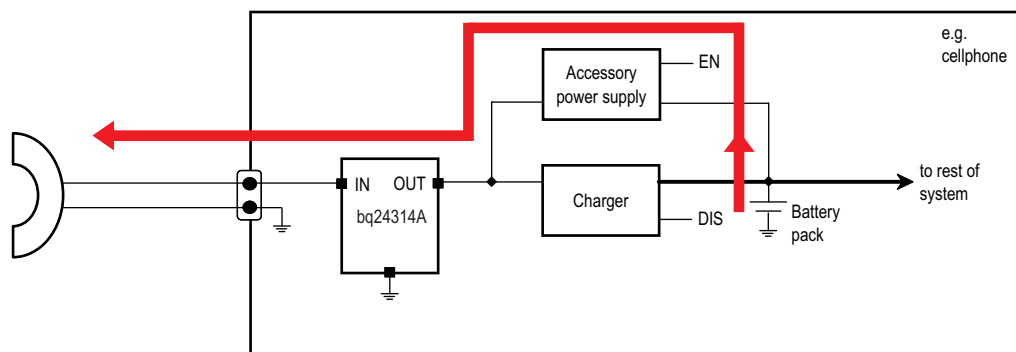 e.g.
cellphone
Accessory
power supply
EN
IN
OUT
bq24314A
Charger
DIS
to rest of
system
Battery
pack